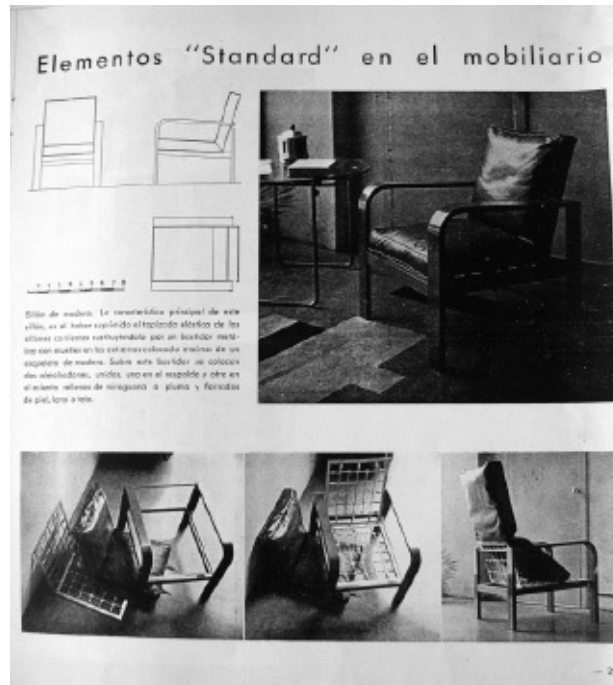 Elementos "Standard" en el mobiliario
Sillón de madera. La característica principal de este
sillón, es el haber suprimido el tapizado elástico de los
sillones corrientes sustituyéndolo por un bastidor metá-
lico con muelles en los extremos colocado encima de un
esqueleto de madera. Sobre este bastidor se colocan
dos almohadones, unidos, uno en el respaldo y otro en
el asiento rellenos de miraguano o pluma y forrados
de piel, lana o tela.